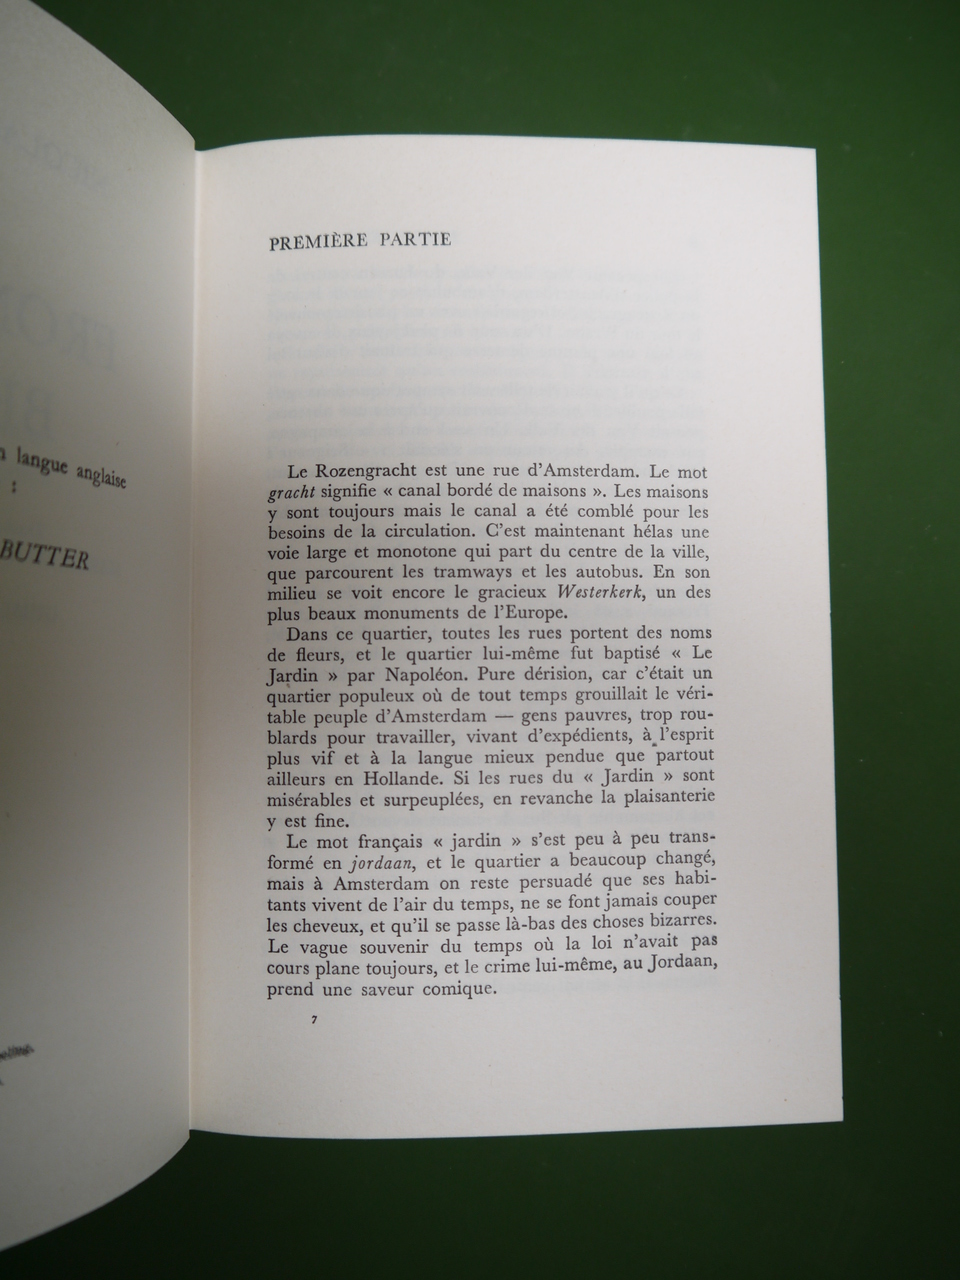 langue anglaise
:
BUTTER
PREMIÈRE PARTIE
Le Rozengracht est une rue d'Amsterdam. Le mot
gracht signifie « canal bordé de maisons ». Les maisons
y sont toujours mais le canal a été comblé pour les
besoins de la circulation. C'est maintenant hélas une
voie large et monotone qui part du centre de la ville,
que parcourent les tramways et les autobus. En son
milieu se voit encore le gracieux Westerkerk, un des
plus beaux monuments de l'Europe.
Dans ce quartier, toutes les rues portent des noms
de fleurs, et le quartier lui-même fut baptisé « Le
Jardin » par Napoléon. Pure dérision, car c'était un
quartier populeux où de tout temps grouillait le véri-
table peuple d'Amsterdam — gens pauvres, trop rou-
blards pour travailler, vivant d'expédients, à l'esprit
plus vif et à la langue mieux pendue que partout
ailleurs en Hollande. Si les rues du « Jardin » sont
misérables et surpeuplées, en revanche la plaisanterie
y est fine.
Le mot français « jardin » s'est peu à peu trans-
formé en jordaan, et le quartier a beaucoup changé,
mais à Amsterdam on reste persuadé que ses habi-
tants vivent de l'air du temps, ne se font jamais couper
les cheveux, et qu'il se passe là-bas des choses bizarres.
Le vague souvenir du temps où la loi n'avait pas
cours plane toujours, et le crime lui-même, au Jordaan,
prend une saveur comique.
7